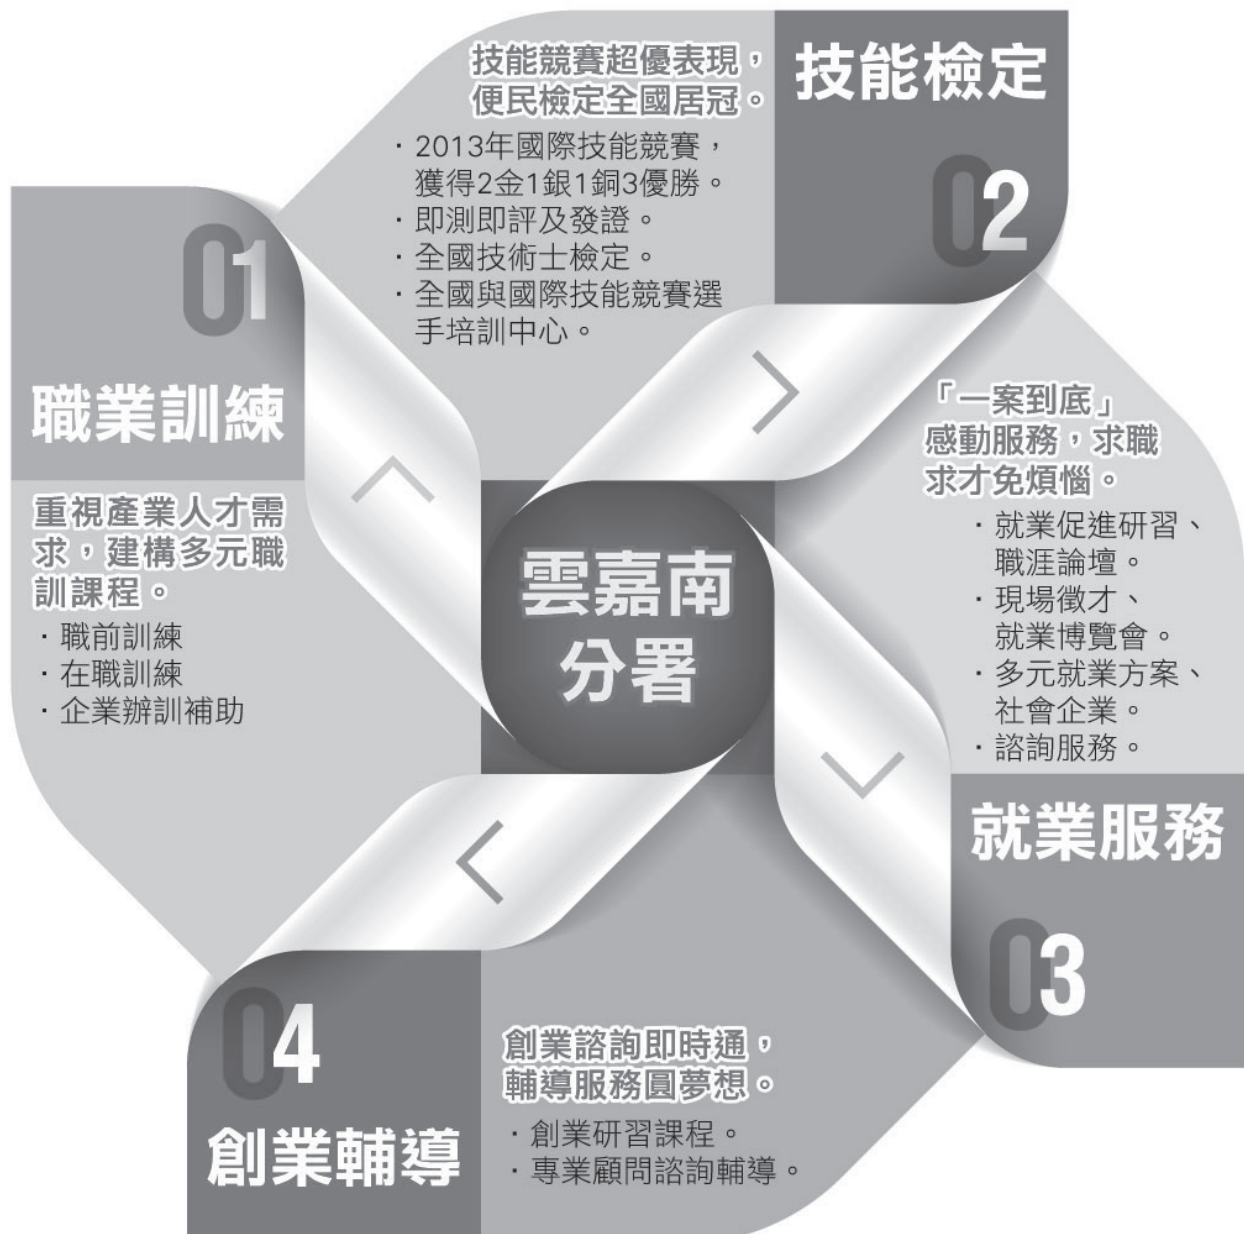 01
職業訓練
重視產業人才需
求，建構多元職
訓課程。
·職前訓練
·在職訓練
·企業辦訓補助
技能檢定
02
技能競賽超優表現，
便民檢定全國居冠。
·2013年國際技能競賽，
獲得2金1銀1銅3優勝。
·即測即評及發證。
·全國技術士檢定。
·全國與國際技能競賽選
手培訓中心。
雲嘉南
分署
「一案到底」
感動服務，求職
求才免煩惱。
·就業促進研習、
職涯論壇。
·現場徵才、
就業博覽會。
·多元就業方案、
社會企業。
·諮詢服務。
就業服務
03
04
創業輔導
創業諮詢即時通，
輔導服務圓夢想。
·創業研習課程。
·專業顧問諮詢輔導。